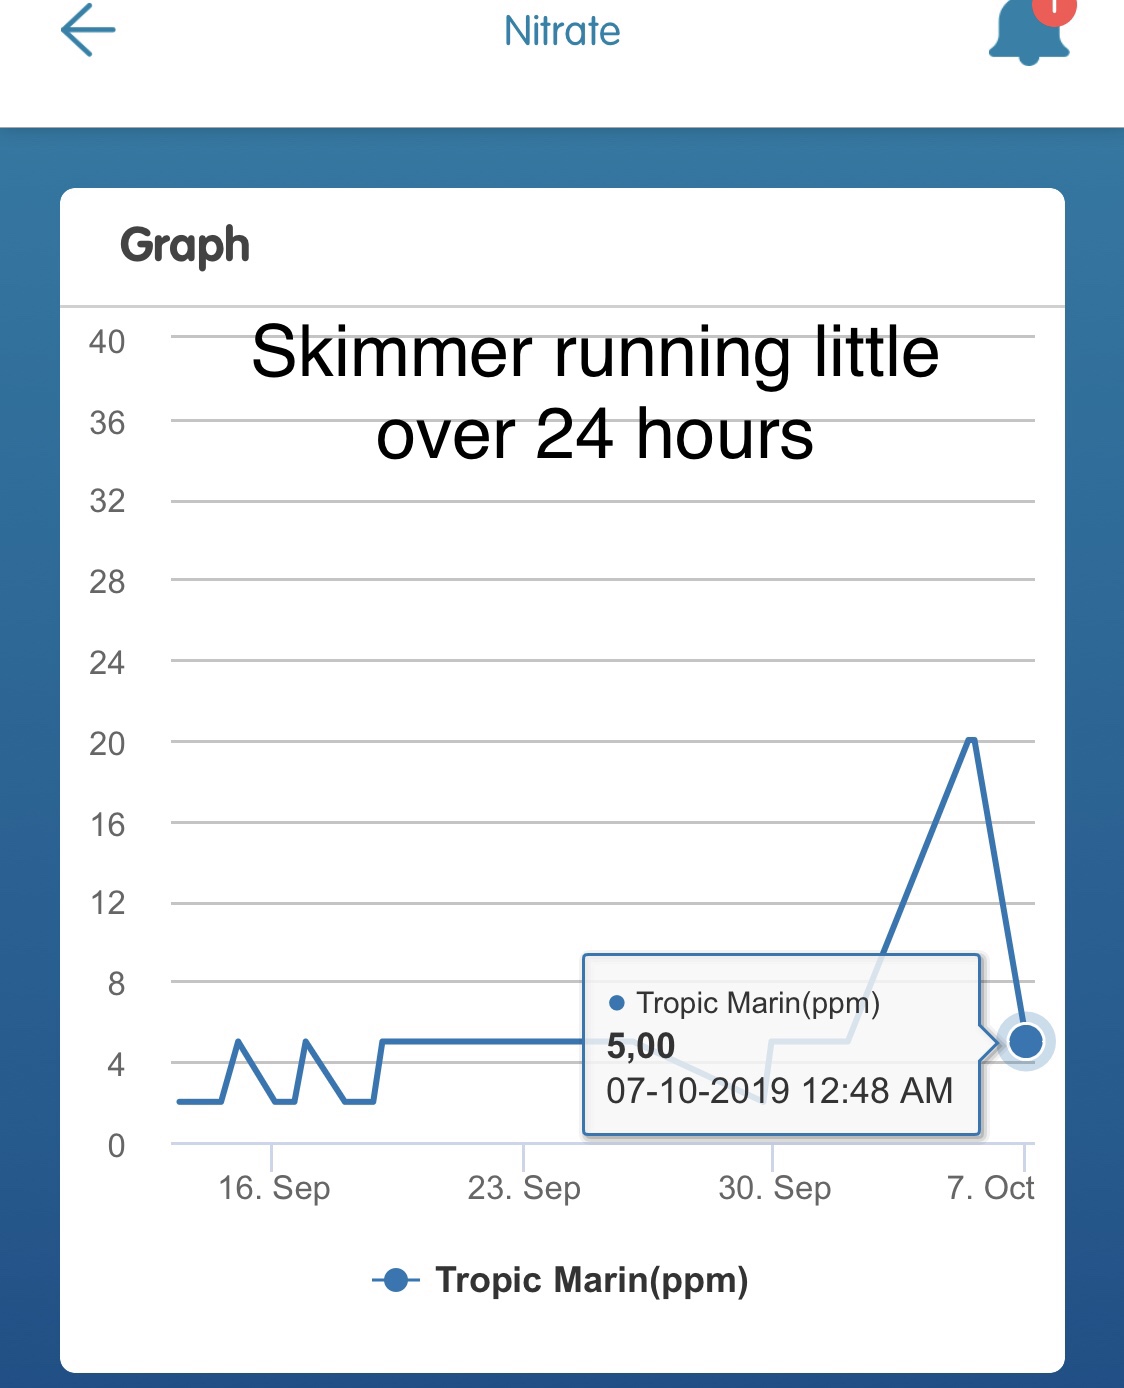 Nitrate
Graph
Skimmer running little
over 24 hours
40
36
32
28
24
20
16
12
8
4
0
Tropic Marin(ppm)
5,00
07-10-2019 12:48 AM
16. Sep
23. Sep
30. Sep
7. Oct
Tropic Marin(ppm)